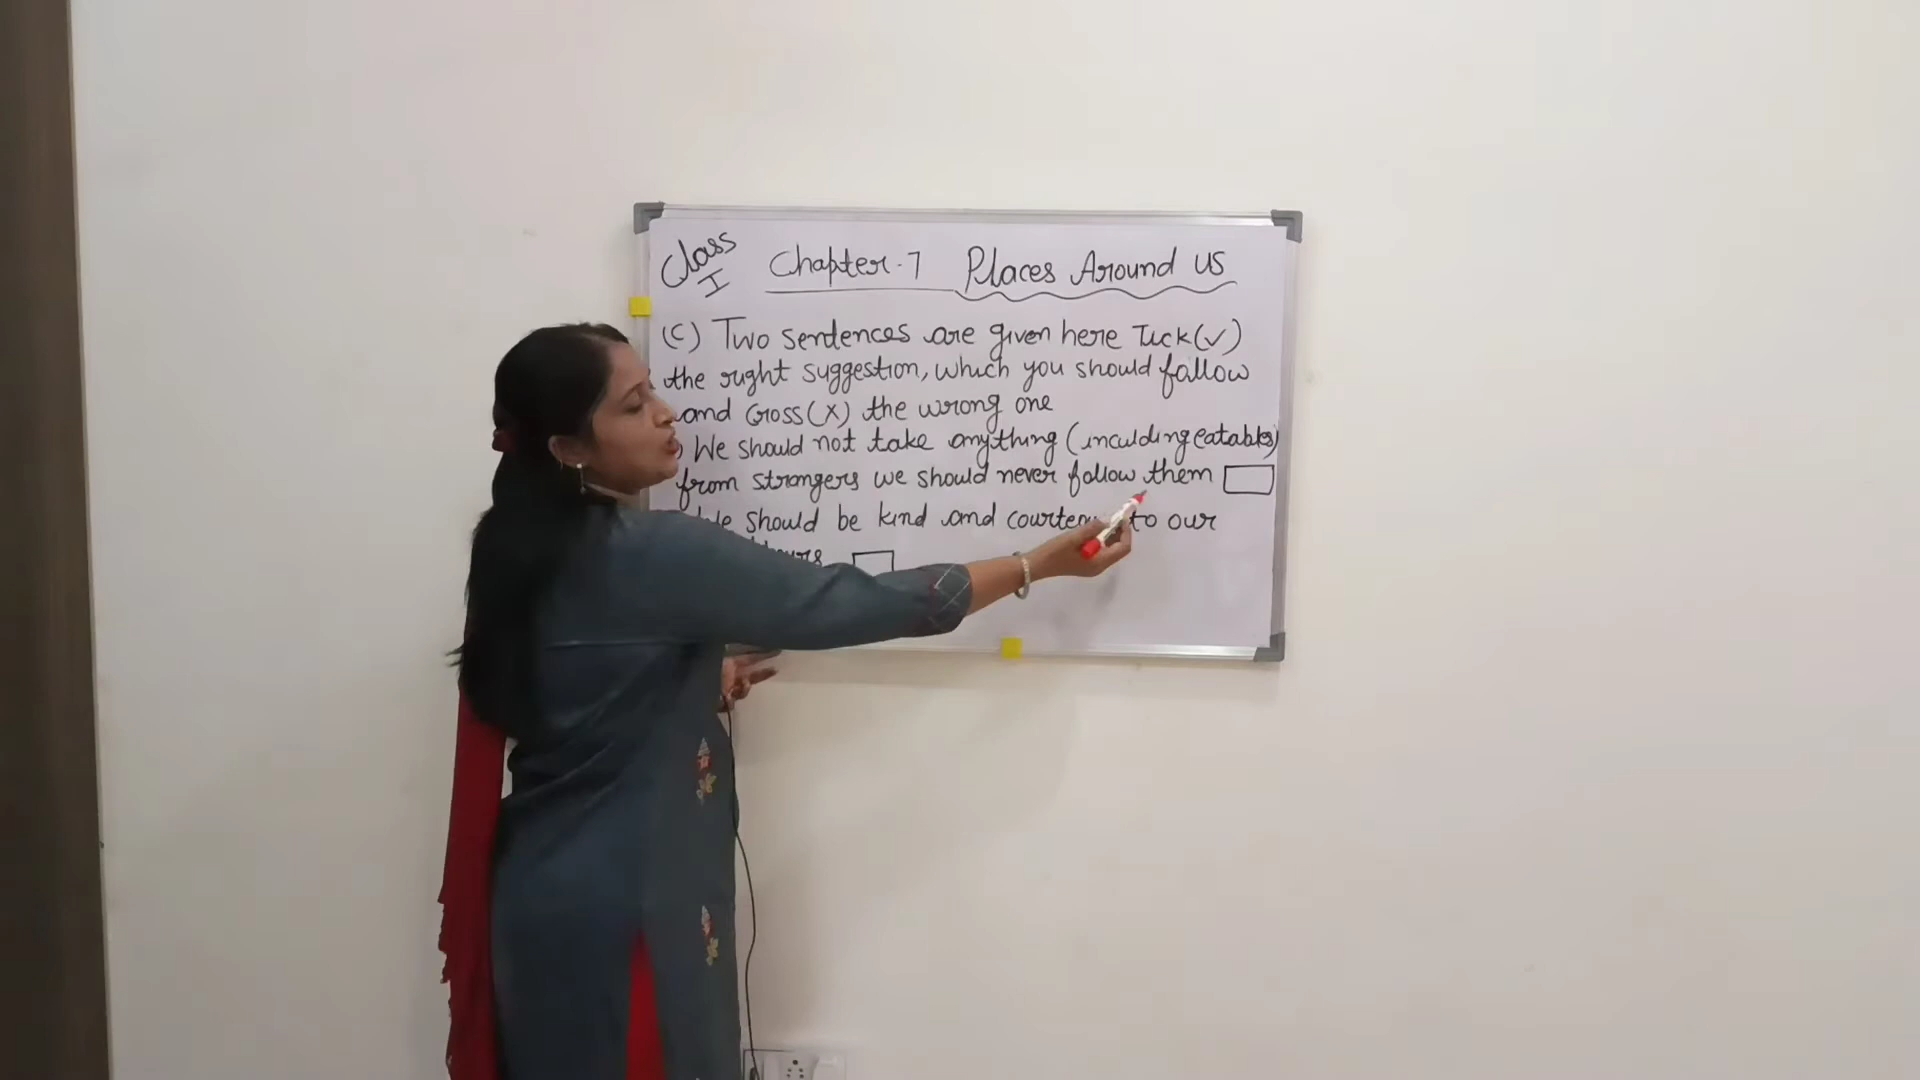 Class
I
Chapter-7 Places Around us
(C) Two sentences are given here Tick(✓)
the right suggestion, which you should follow
and Cross(X) the wrong one
) We should not take anything (inculding eatables)
from strangers we should never follow them
We should be kind and to our